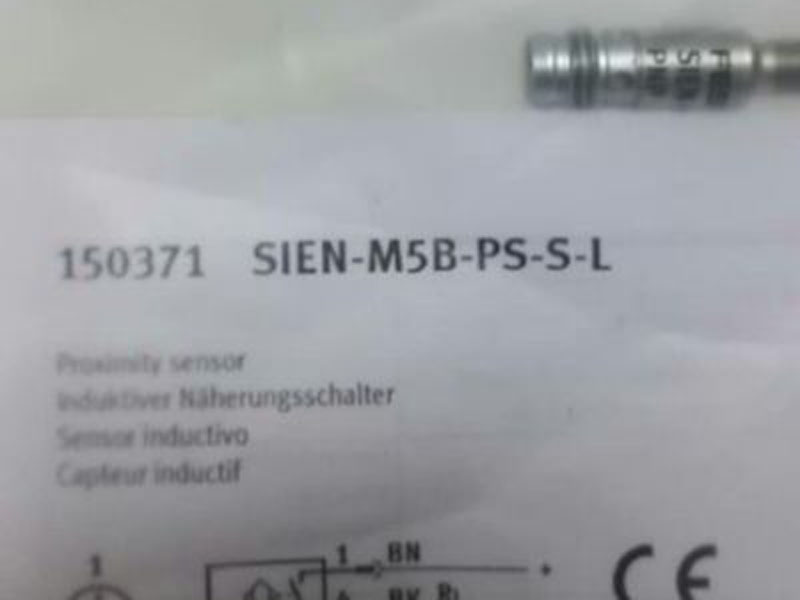 150371 SIEN-M5B-PS-S-L
Proximity sensor
Induktiver Näherungsschalter
Sensor inductivo
Capteur inductif
1 1 BN
CE